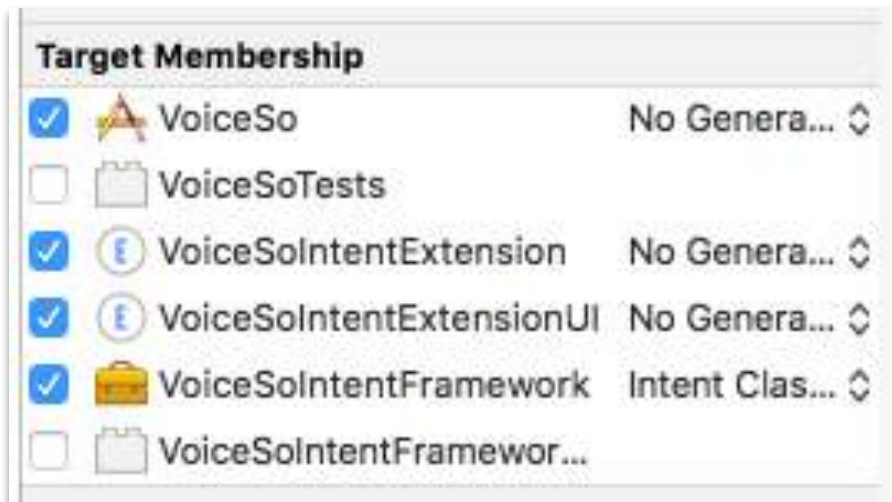 Target Membership
VoiceSo No Genera...
VoiceSoTests
VoiceSoIntentExtension No Genera...
VoiceSoIntentExtensionUI No Genera...
VoiceSoIntentFramework Intent Clas...
VoiceSoIntentFramewor...